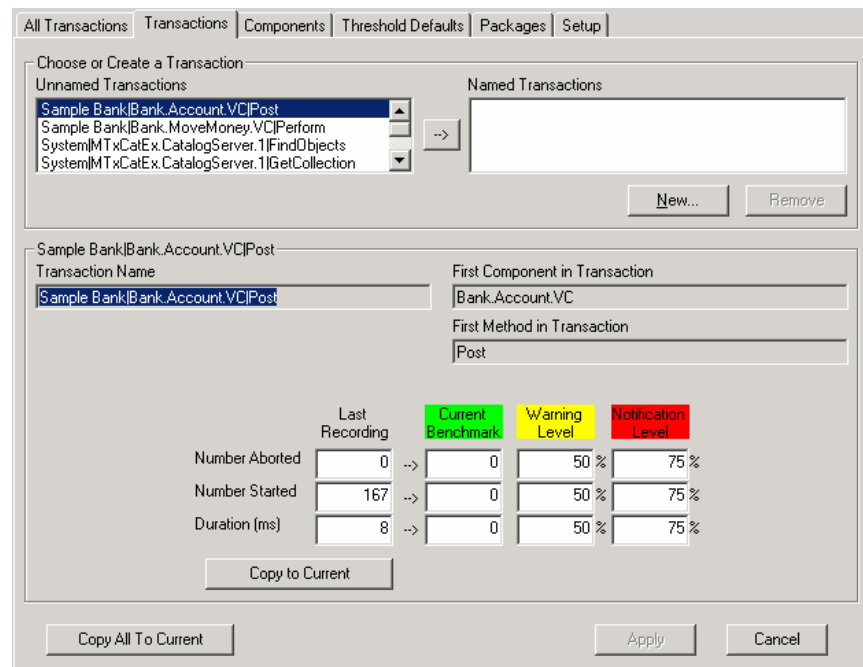 All Transactions Transactions Components Threshold Defaults Packages Setup
Choose or Create a Transaction
Unnamed Transactions Named Transactions
Sample Bank|Bank.Account.VC|Post
Sample Bank|Bank.MoveMoney.VC|Perform
System|MTxCatEx.CatalogServer.1|FindObjects
System|MTxCatEx.CatalogServer.1|GetCollection
-->
New... Remove
Sample Bank|Bank.Account.VC|Post
Transaction Name First Component in Transaction
Sample Bank|Bank.Account.VC|Post Bank.Account.VC
First Method in Transaction
Post
Last Current Warning Notification
Recording Benchmark Level Level
Number Aborted 0 --> 0 50 % 75 %
Number Started 167 --> 0 50 % 75 %
Duration (ms) 8 --> 0 50 % 75 %
Copy to Current
Copy All To Current Apply Cancel